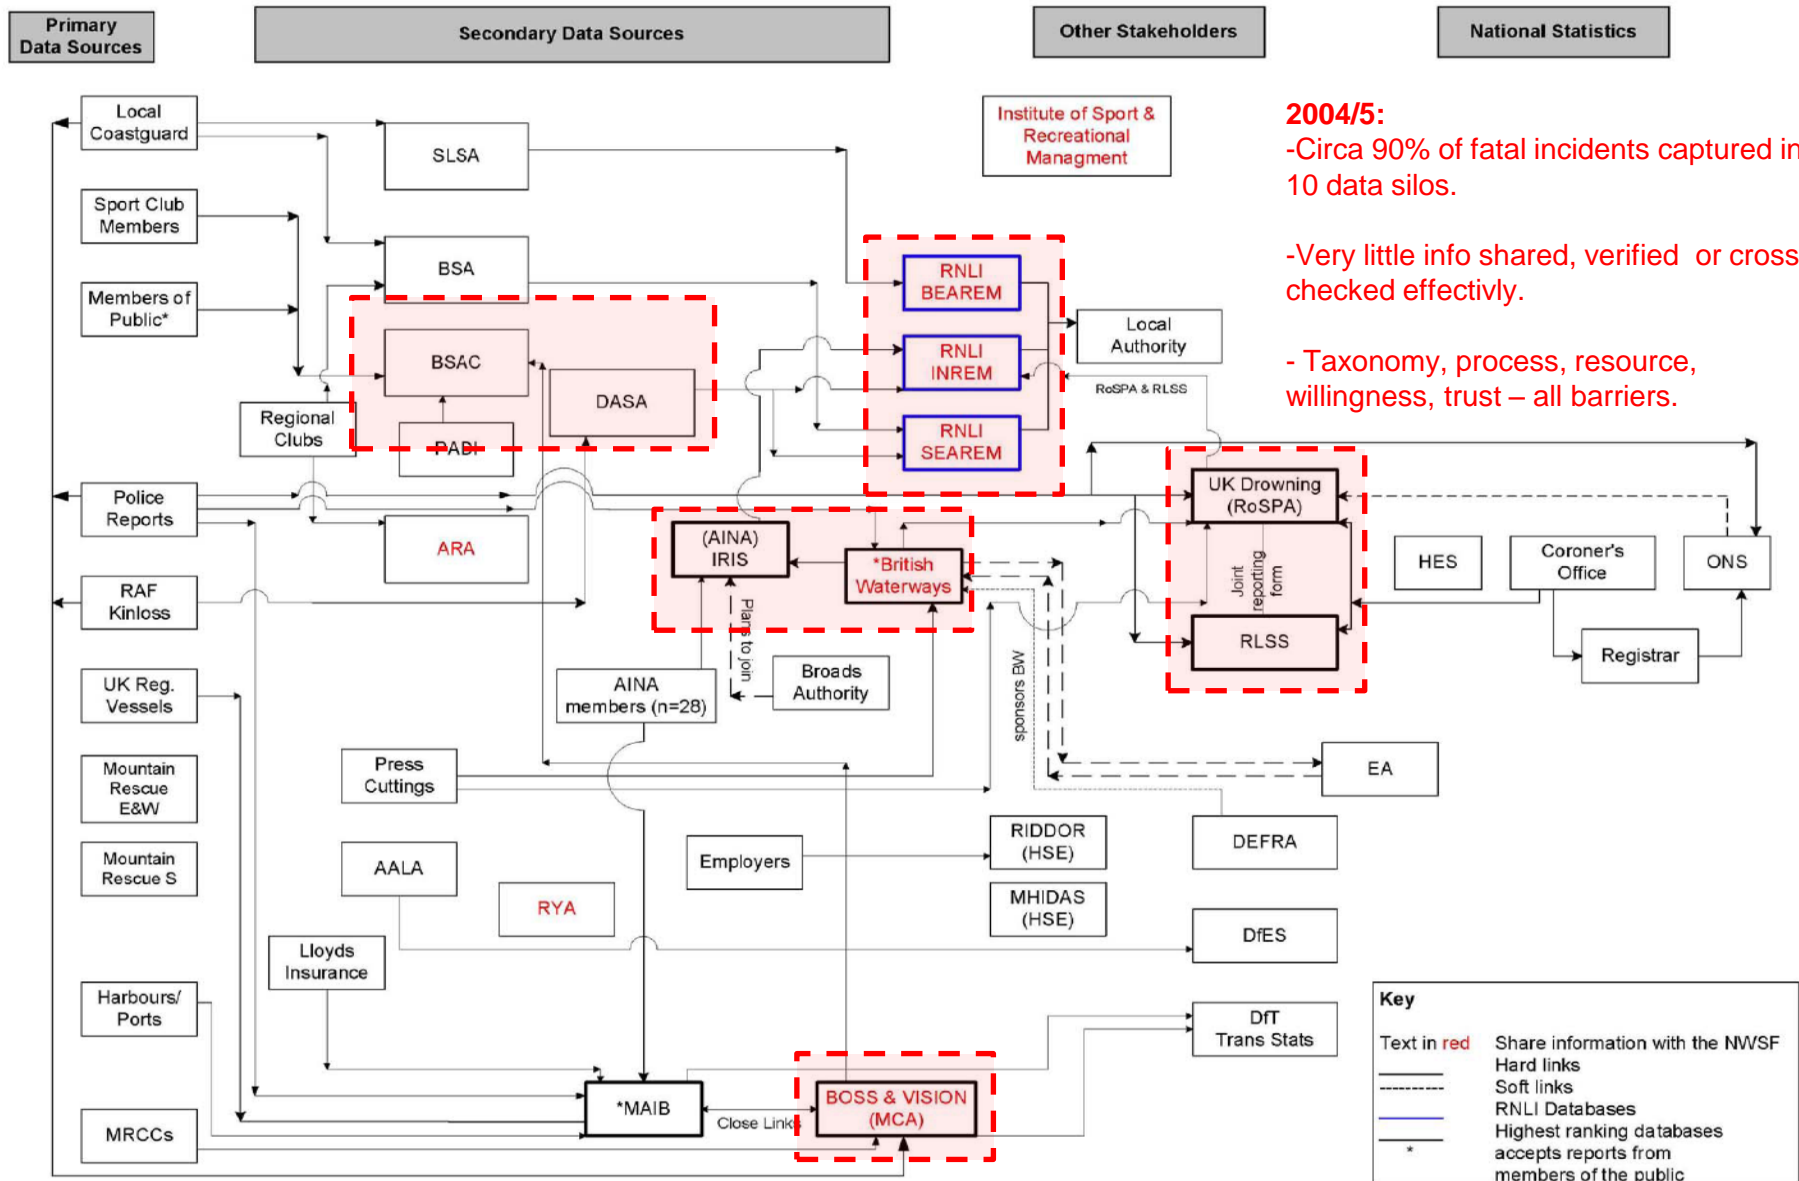 Primary
Data Sources
Secondary Data Sources
Other Stakeholders
National Statistics
Local
Coastguard
SLSA
Institute of Sport &
Recreational
Managment
2004/5:
-Circa 90% of fatal incidents captured in
10 data silos.
-Very little info shared, verified or cross
checked effectivly.
- Taxonomy, process, resource,
willingness, trust – all barriers.
Sport Club
Members
BSA
RNLI
BEAREM
Members of
Public*
Local
Authority
BSAC
RNLI
INREM
RoSPA & RLSS
DASA
Regional
Clubs
PADI
RNLI
SEAREM
Police
Reports
UK Drowning
(RoSPA)
ARA
(AINA)
IRIS
*British
Waterways
Joint
reporting
form
HES
Coroner's
Office
ONS
RAF
Kinloss
Plans to join
RLSS
Registrar
UK Reg.
Vessels
AINA
members (n=28)
Broads
Authority
sponsors BW
Mountain
Rescue
E&W
Press
Cuttings
EA
Mountain
Rescue S
AALA
Employers
RIDDOR
(HSE)
DEFRA
RYA
MHIDAS
(HSE)
DfES
Lloyds
Insurance
Harbours/
Ports
DfT
Trans Stats
MRCCs
*MAIB
Close Links
BOSS & VISION
(MCA)
Key
Text in red Share information with the NWSF
Hard links
Soft links
RNLI Databases
Highest ranking databases
* accepts reports from
members of the public